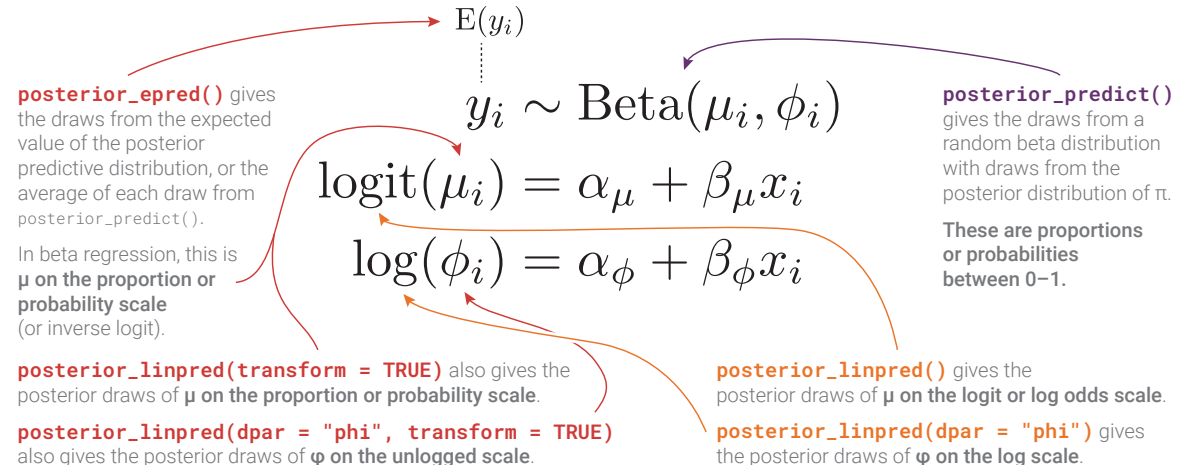 E(yᵢ)
posterior_epred() gives
the draws from the expected
value of the posterior
predictive distribution, or the
average of each draw from
posterior_predict().
In beta regression, this is
μ on the proportion or
probability scale
(or inverse logit).
yᵢ ∼ Beta(μᵢ, ϕᵢ)
logit(μᵢ) = α_μ + β_μxᵢ
log(ϕᵢ) = α_ϕ + β_ϕxᵢ
posterior_predict()
gives the draws from a
random beta distribution
with draws from the
posterior distribution of π.
These are proportions
or probabilities
between 0–1.
posterior_linpred(transform = TRUE) also gives the
posterior draws of μ on the proportion or probability scale.
posterior_linpred(dpar = "phi", transform = TRUE)
also gives the posterior draws of φ on the unlogged scale.
posterior_linpred() gives the
posterior draws of μ on the logit or log odds scale.
posterior_linpred(dpar = "phi") gives
the posterior draws of φ on the log scale.